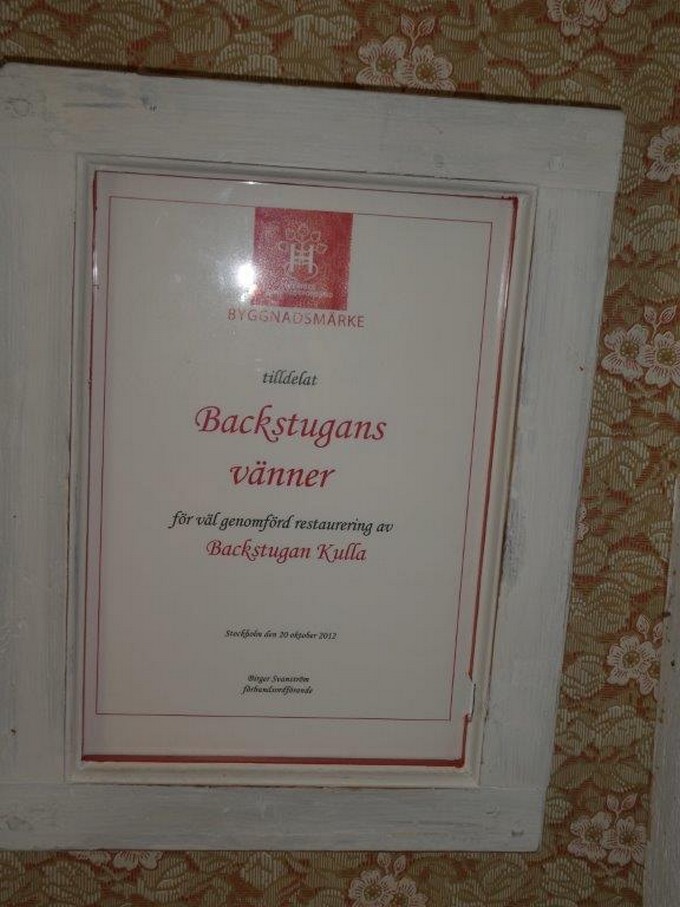 BYGGNADSMÄRKE
tilldelat
Backstugans
vänner
för väl genomförd restaurering av
Backstugan Kulla
Stockholm den 20 oktober 2012
Birger Svanström
förbundsordförande